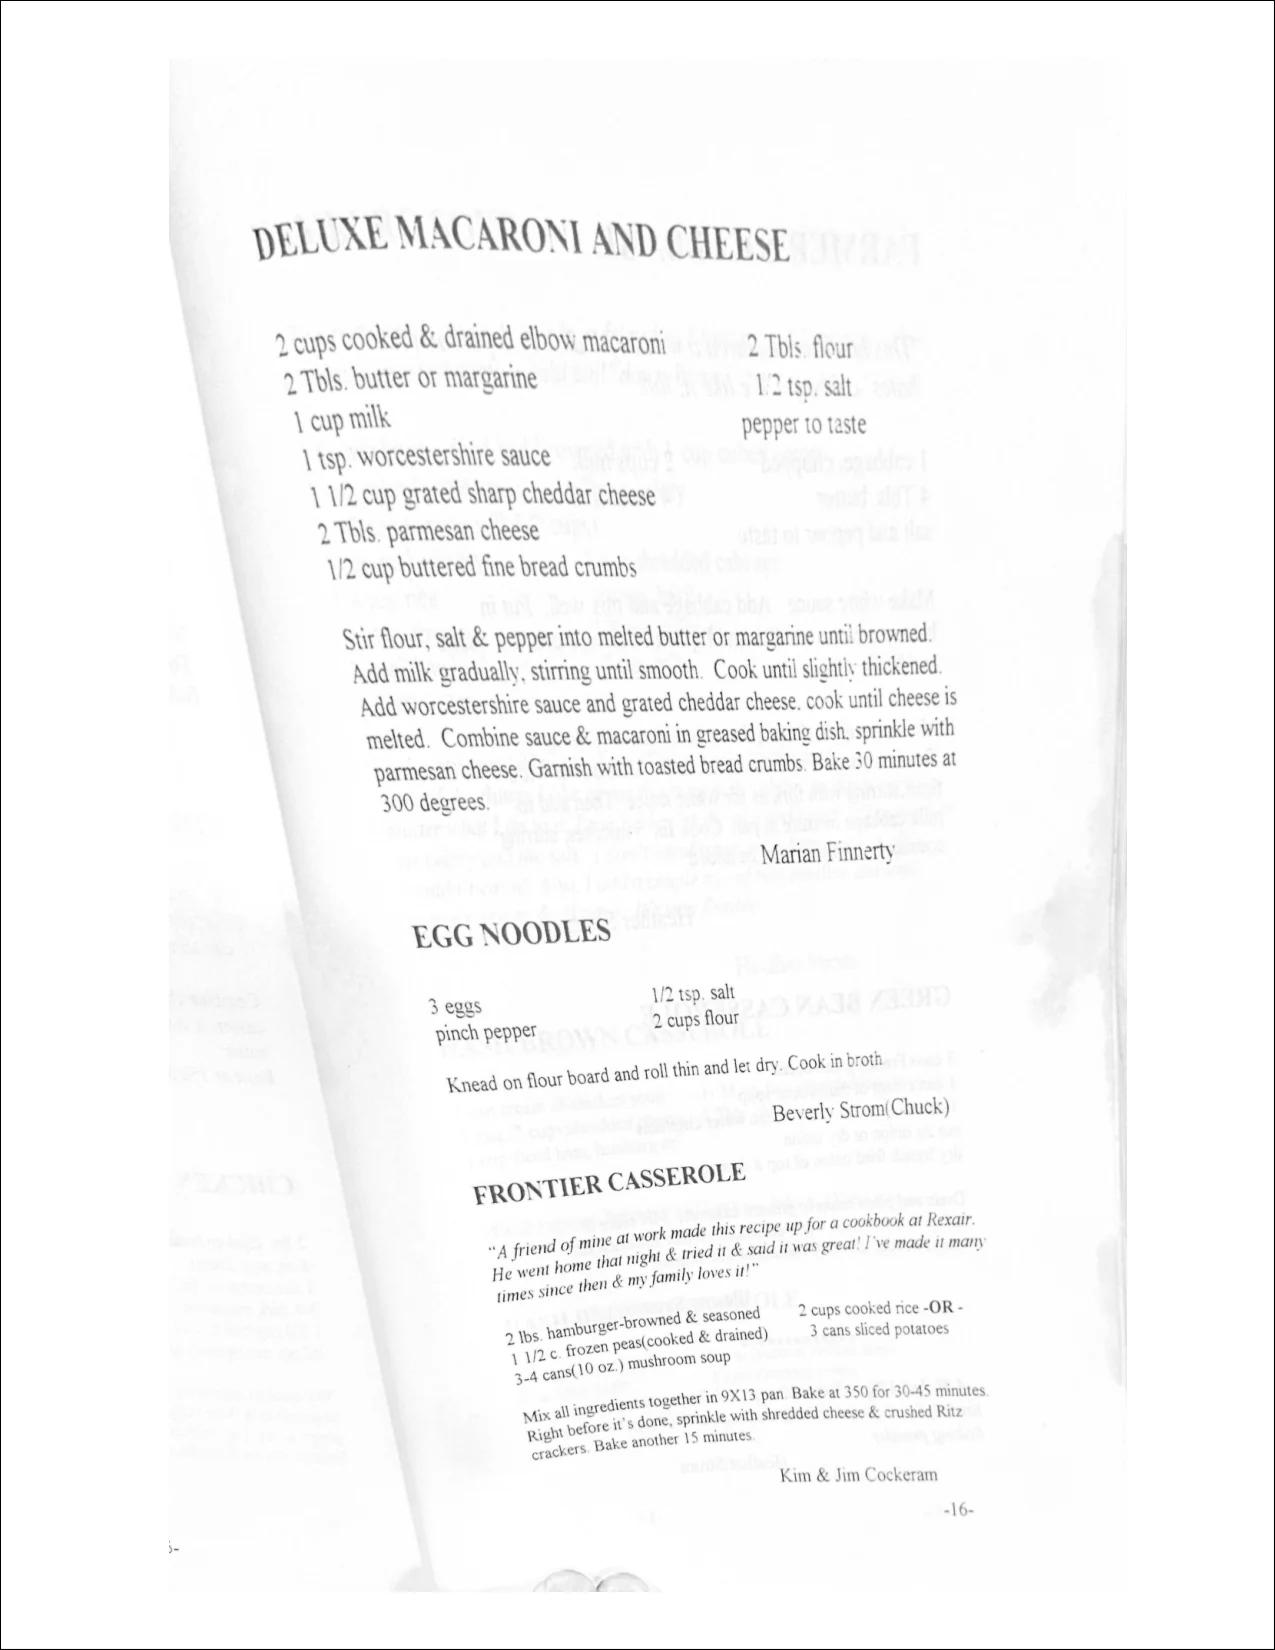 DELUXE MACARONI AND CHEESE
2 cups cooked & drained elbow macaroni 2 Tbls. flour
2 Tbls. butter or margarine 1/2 tsp. salt
1 cup milk pepper to taste
1 tsp. worcestershire sauce
1 1/2 cup grated sharp cheddar cheese
2 Tbls. parmesan cheese
1/2 cup buttered fine bread crumbs
Stir flour, salt & pepper into melted butter or margarine until browned.
Add milk gradually, stirring until smooth. Cook until slightly thickened.
Add worcestershire sauce and grated cheddar cheese, cook until cheese is
melted. Combine sauce & macaroni in greased baking dish, sprinkle with
parmesan cheese. Garnish with toasted bread crumbs. Bake 30 minutes at
300 degrees.
Marian Finnerty
EGG NOODLES
3 eggs 1/2 tsp. salt
pinch pepper 2 cups flour
Knead on flour board and roll thin and let dry. Cook in broth
Beverly Strom(Chuck)
FRONTIER CASSEROLE
"A friend of mine at work made this recipe up for a cookbook at Rexair.
He went home that night & tried it & said it was great! I've made it many
times since then & my family loves it!"
2 lbs. hamburger-browned & seasoned 2 cups cooked rice -OR -
1 1/2 c. frozen peas(cooked & drained) 3 cans sliced potatoes
3-4 cans(10 oz.) mushroom soup
Mix all ingredients together in 9X13 pan. Bake at 350 for 30-45 minutes.
Right before it's done, sprinkle with shredded cheese & crushed Ritz
crackers. Bake another 15 minutes.
Kim & Jim Cockeram
-16-